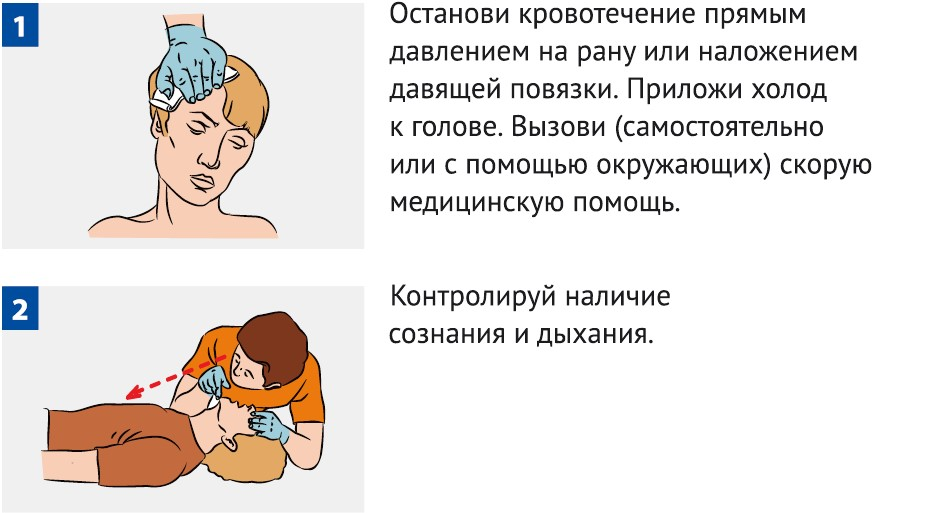 1
Останови кровотечение прямым
давлением на рану или наложением
давящей повязки. Приложи холод
к голове. Вызови (самостоятельно
или с помощью окружающих) скорую
медицинскую помощь.
2
Контролируй наличие
сознания и дыхания.